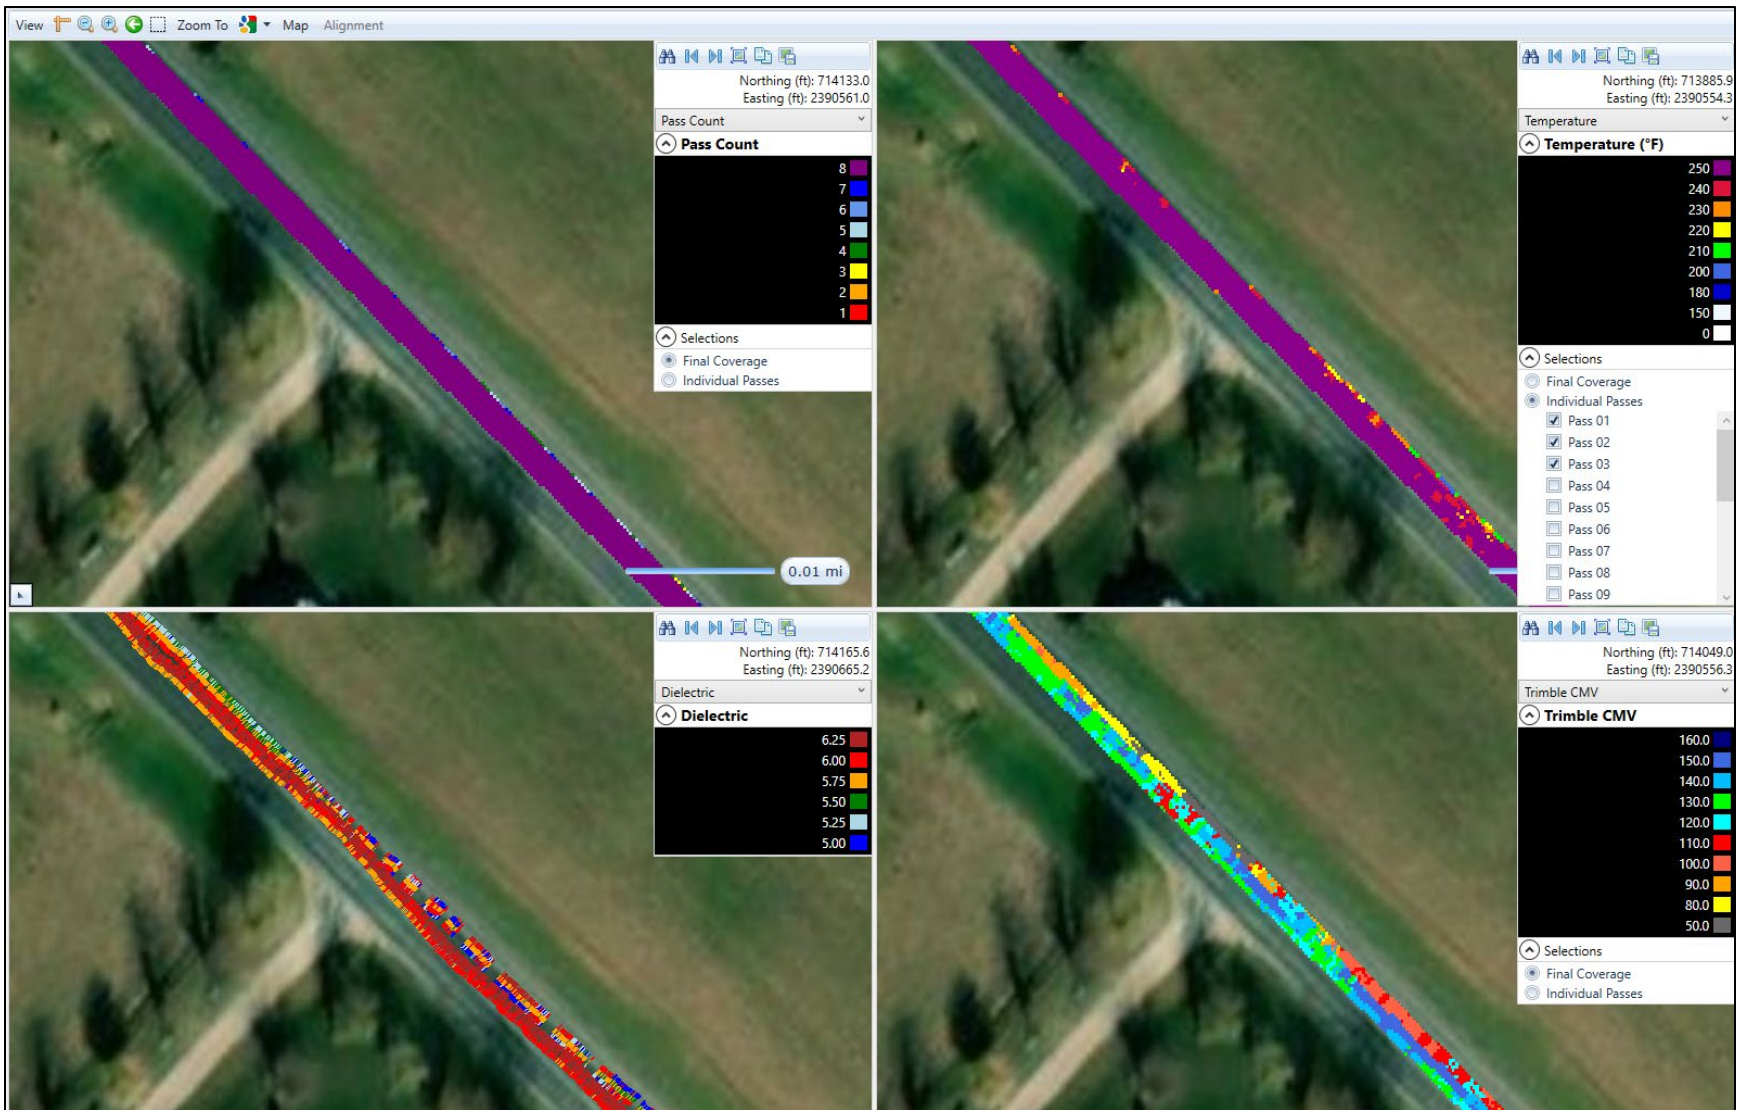 View Zoom To Map Alignment
Northing (ft): 714133.0
Easting (ft): 2390561.0
Pass Count
Pass Count
8
7
6
5
4
3
2
1
Selections
Final Coverage
Individual Passes
0.01 mi
Northing (ft): 713885.9
Easting (ft): 2390554.3
Temperature
Temperature (°F)
250
240
230
220
210
200
180
150
0
Selections
Final Coverage
Individual Passes
Pass 01
Pass 02
Pass 03
Pass 04
Pass 05
Pass 06
Pass 07
Pass 08
Pass 09
Northing (ft): 714165.6
Easting (ft): 2390665.2
Dielectric
Dielectric
6.25
6.00
5.75
5.50
5.25
5.00
Northing (ft): 714049.0
Easting (ft): 2390556.3
Trimble CMV
Trimble CMV
160.0
150.0
140.0
130.0
120.0
110.0
100.0
90.0
80.0
50.0
Selections
Final Coverage
Individual Passes